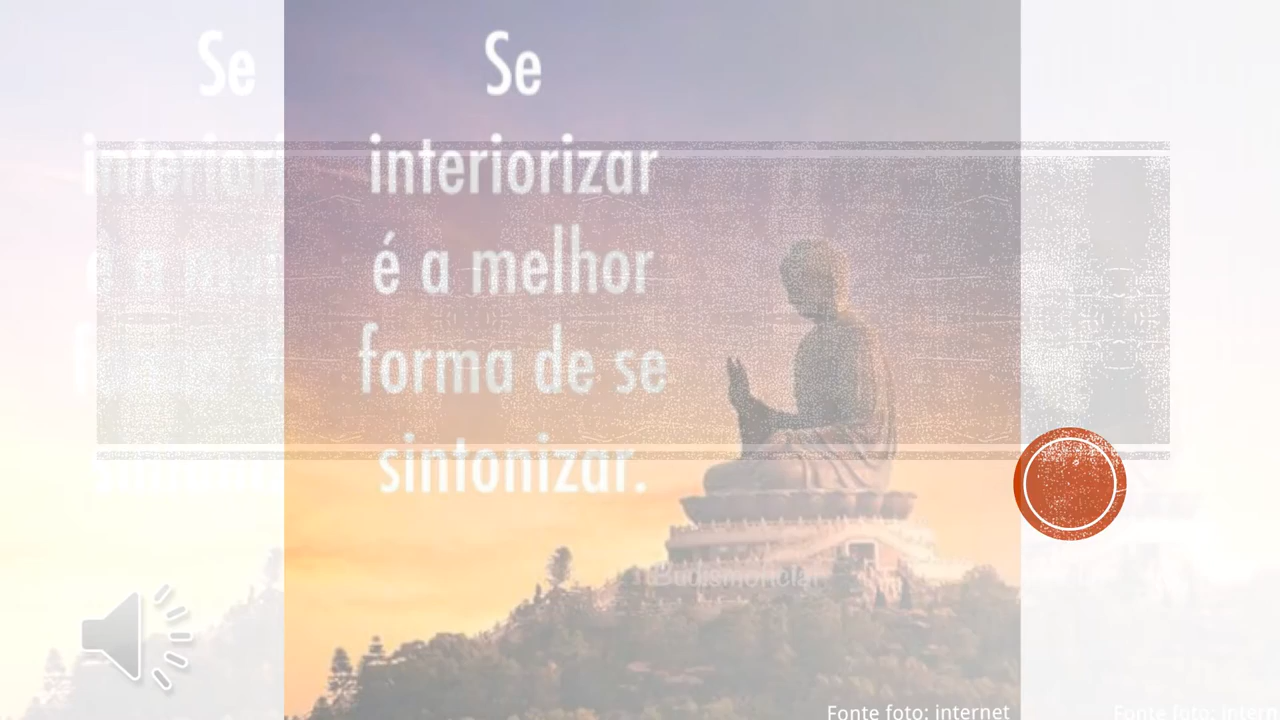 Se
interiorizar
é a melhor
forma de se
sintonizar.
Fonte foto: internet